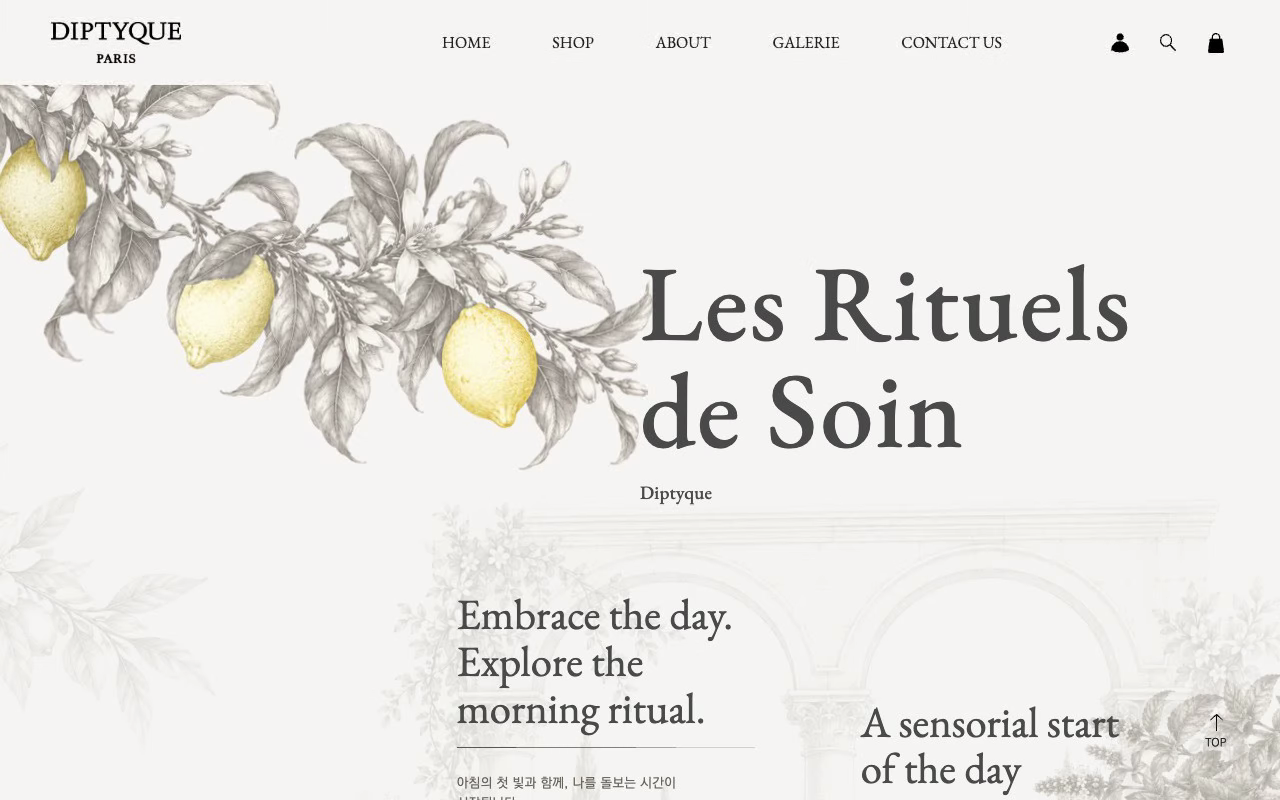 DIPTYQUE
PARIS
HOME
SHOP
ABOUT
GALERIE
CONTACT US
Les Rituels
de Soin
Diptyque
Embrace the day.
Explore the
morning ritual.
아침의 첫 빛과 함께, 나를 돌보는 시간이
A sensorial start
of the day
TOP